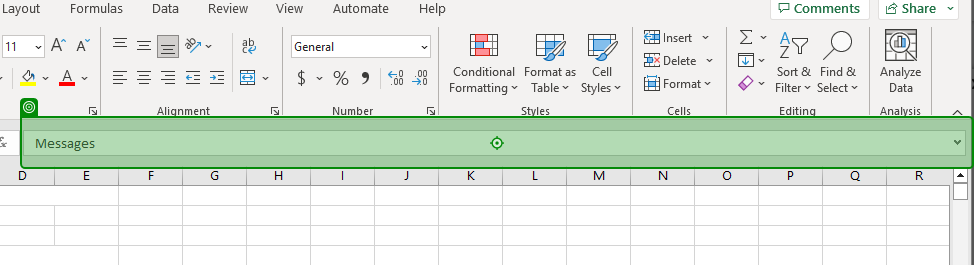 Layout Formulas Data Review View Automate Help Comments Share
11 A A ab General Insert
$ % , Conditional Formatting Format as Table Cell Styles Delete Sort & Filter Find & Select Analyze Data
A Format
Alignment Number Styles Cells Editing Analysis
Messages
D E F G H I J K L M N O P Q R